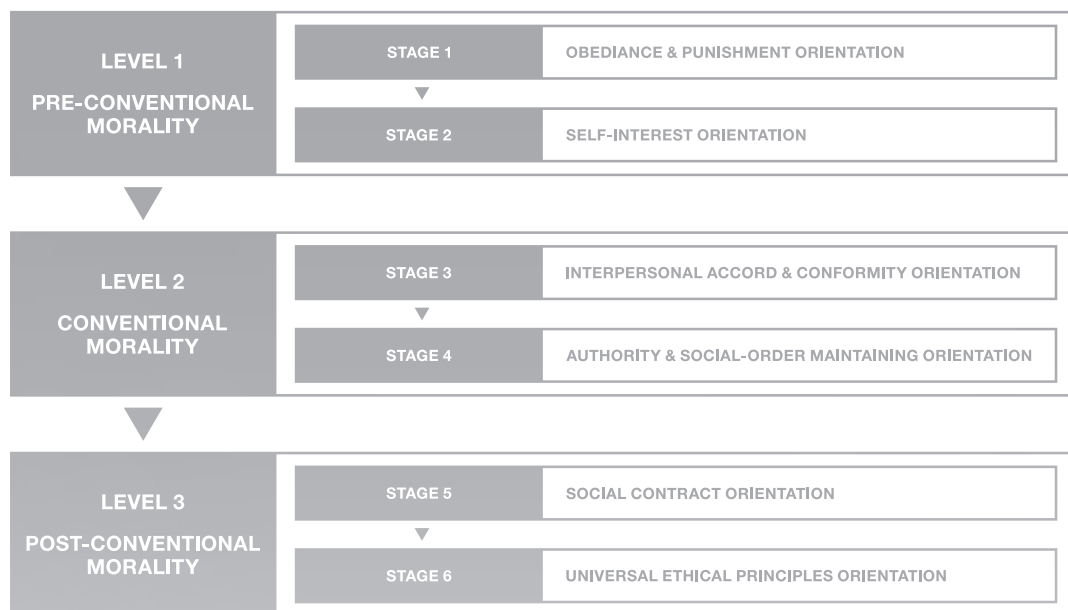 LEVEL 1
PRE-CONVENTIONAL
MORALITY
STAGE 1
OBEDIANCE & PUNISHMENT ORIENTATION
STAGE 2
SELF-INTEREST ORIENTATION
LEVEL 2
CONVENTIONAL
MORALITY
STAGE 3
INTERPERSONAL ACCORD & CONFORMITY ORIENTATION
STAGE 4
AUTHORITY & SOCIAL-ORDER MAINTAINING ORIENTATION
LEVEL 3
POST-CONVENTIONAL
MORALITY
STAGE 5
SOCIAL CONTRACT ORIENTATION
STAGE 6
UNIVERSAL ETHICAL PRINCIPLES ORIENTATION